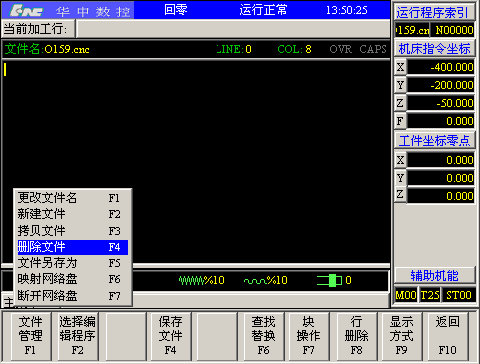 华中数控 回零 运行正常 13:50:25 运行程序索引
当前加工行: O159.cn N00000
文件名:O159.cnc LINE:0 COL: 8 OVR CAPS
机床指令坐标
X -400.000
Y -200.000
Z -50.000
F 0.000
工件坐标零点
X 0.000
Y 0.000
Z 0.000
更改文件名 F1
新建文件 F2
拷贝文件 F3
删除文件 F4
文件另存为 F5
映射网络盘 F6
断开网络盘 F7
%10 %10 0
辅助机能
M00 T25 ST00
文件管理 F1
选择编辑程序 F2
保存文件 F4
查找替换 F6
块操作 F7
行删除 F8
显示方式 F9
返回 F10